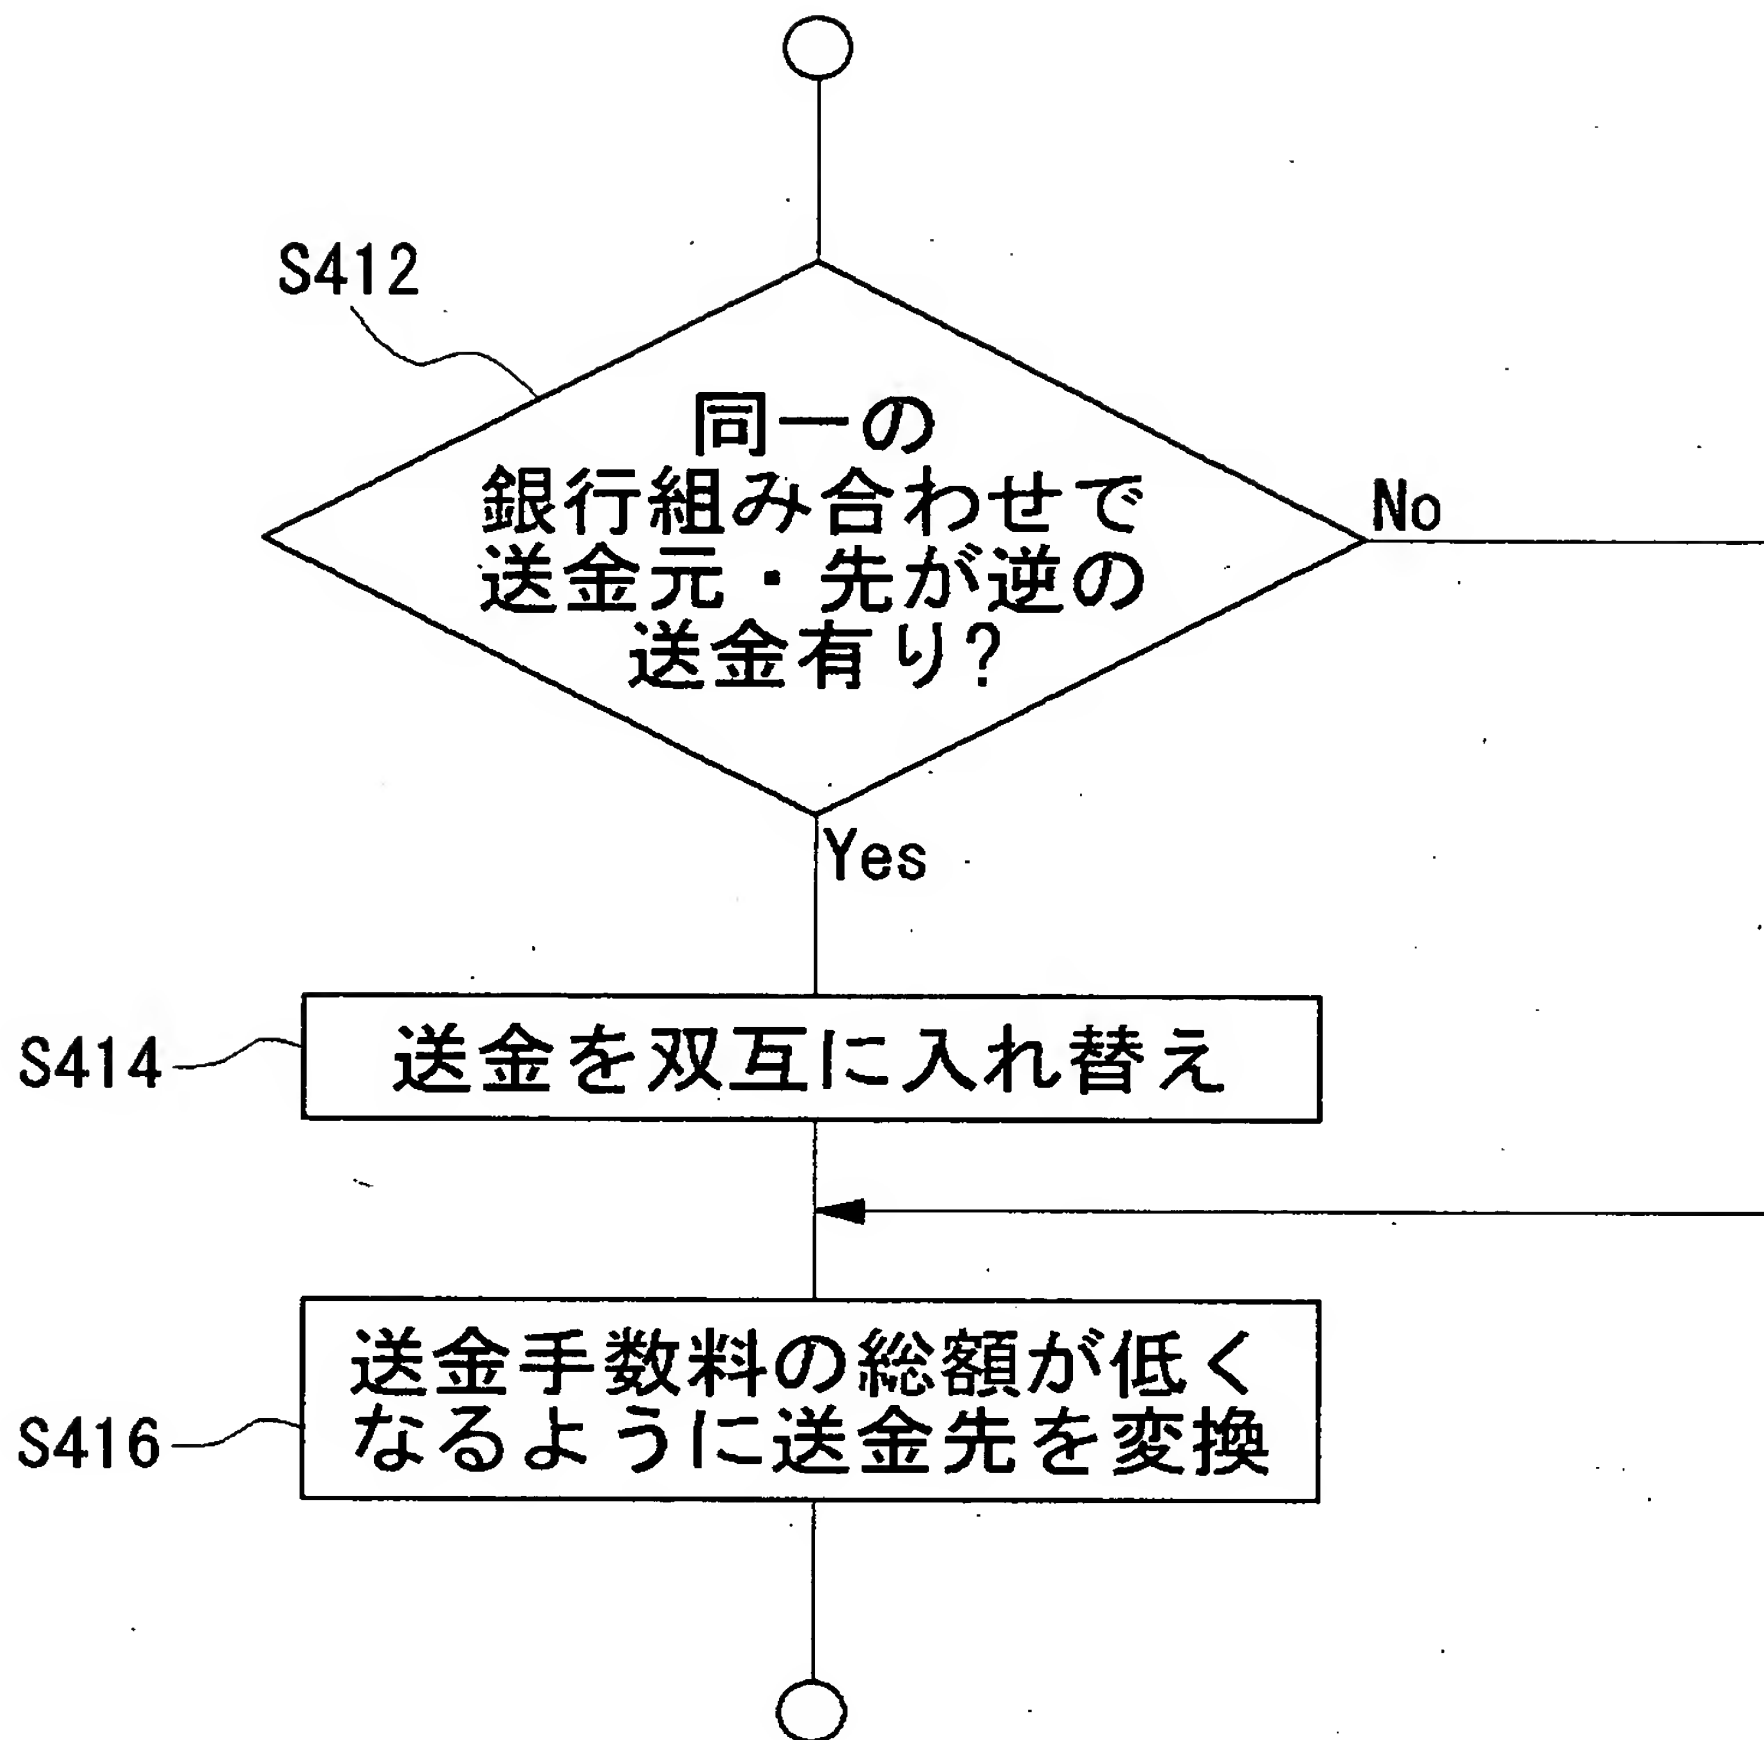 S412
同一の
銀行組み合わせで
送金元・先が逆の
送金有り?
No
Yes
S414
送金を双互に入れ替え
S416
送金手数料の総額が低く
なるように送金先を変換